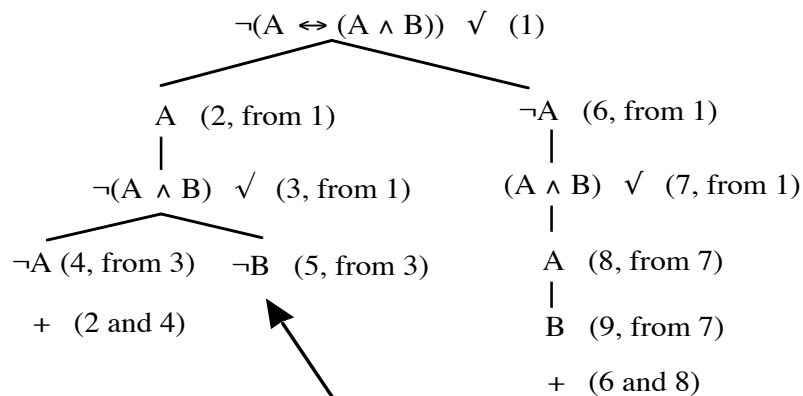 ¬(A ↔ (A ∧ B)) √ (1)
A (2, from 1)
¬A (6, from 1)
¬(A ∧ B) √ (3, from 1)
(A ∧ B) √ (7, from 1)
¬A (4, from 3)
¬B (5, from 3)
A (8, from 7)
+ (2 and 4)
B (9, from 7)
+ (6 and 8)